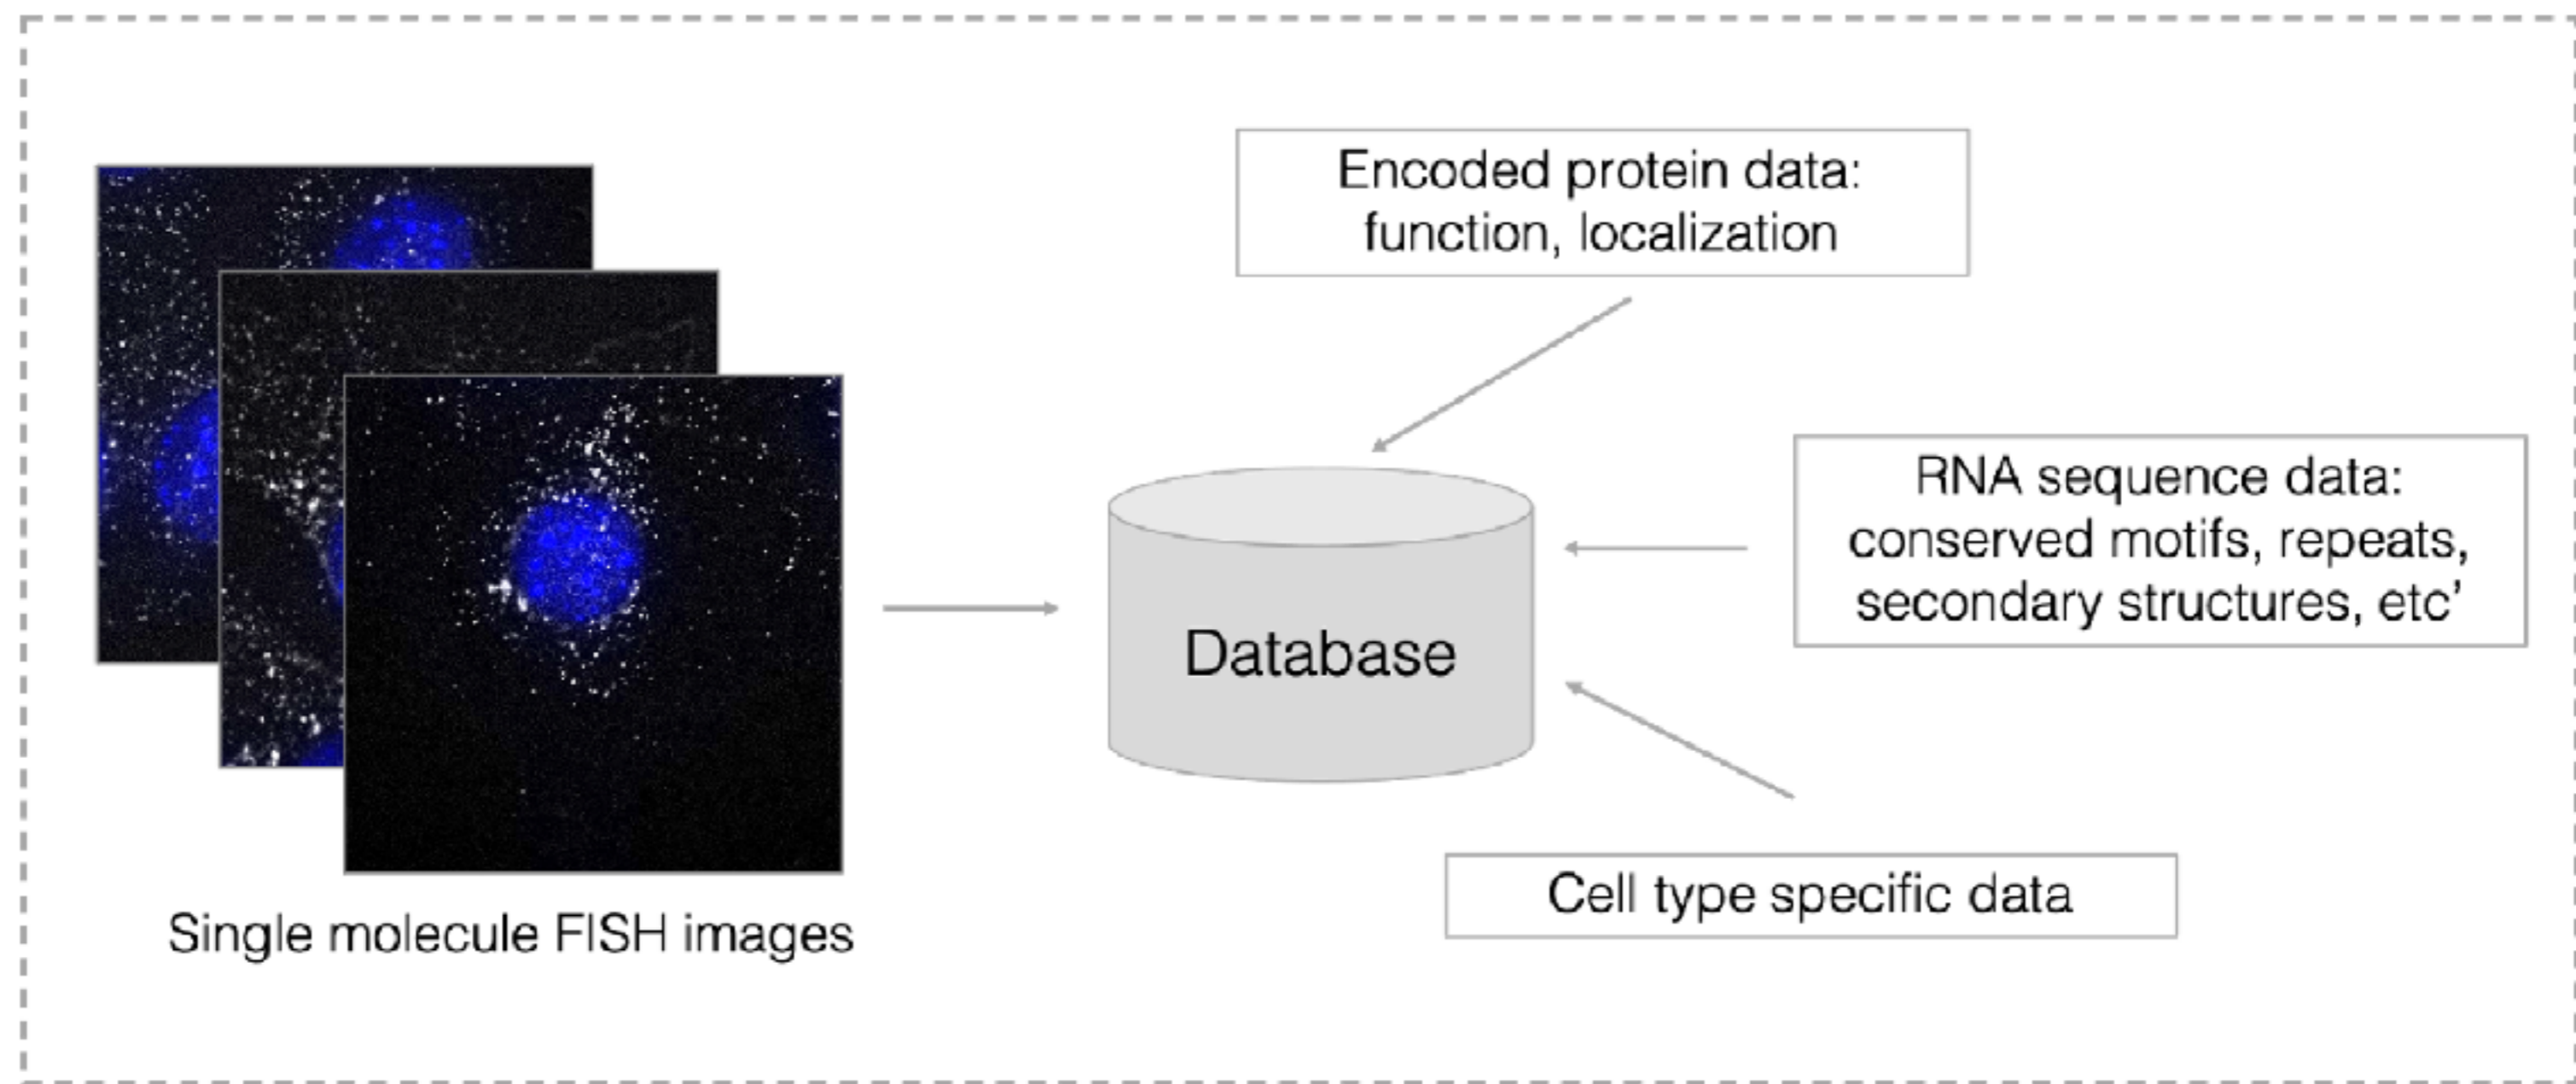 Encoded protein data:
function, localization
RNA sequence data:
conserved motifs, repeats,
secondary structures, etc’
Database
Cell type specific data
Single molecule FISH images